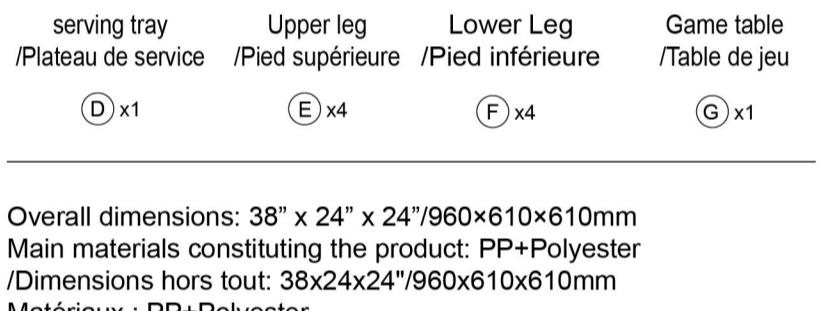 serving tray
/Plateau de service
D x1
Upper leg
/Pied supérieure
E x4
Lower Leg
/Pied inférieure
F x4
Game table
/Table de jeu
G x1
Overall dimensions: 38” x 24” x 24”/960×610×610mm
Main materials constituting the product: PP+Polyester
/Dimensions hors tout: 38x24x24"/960x610x610mm
Matériaux : PP+Polyester